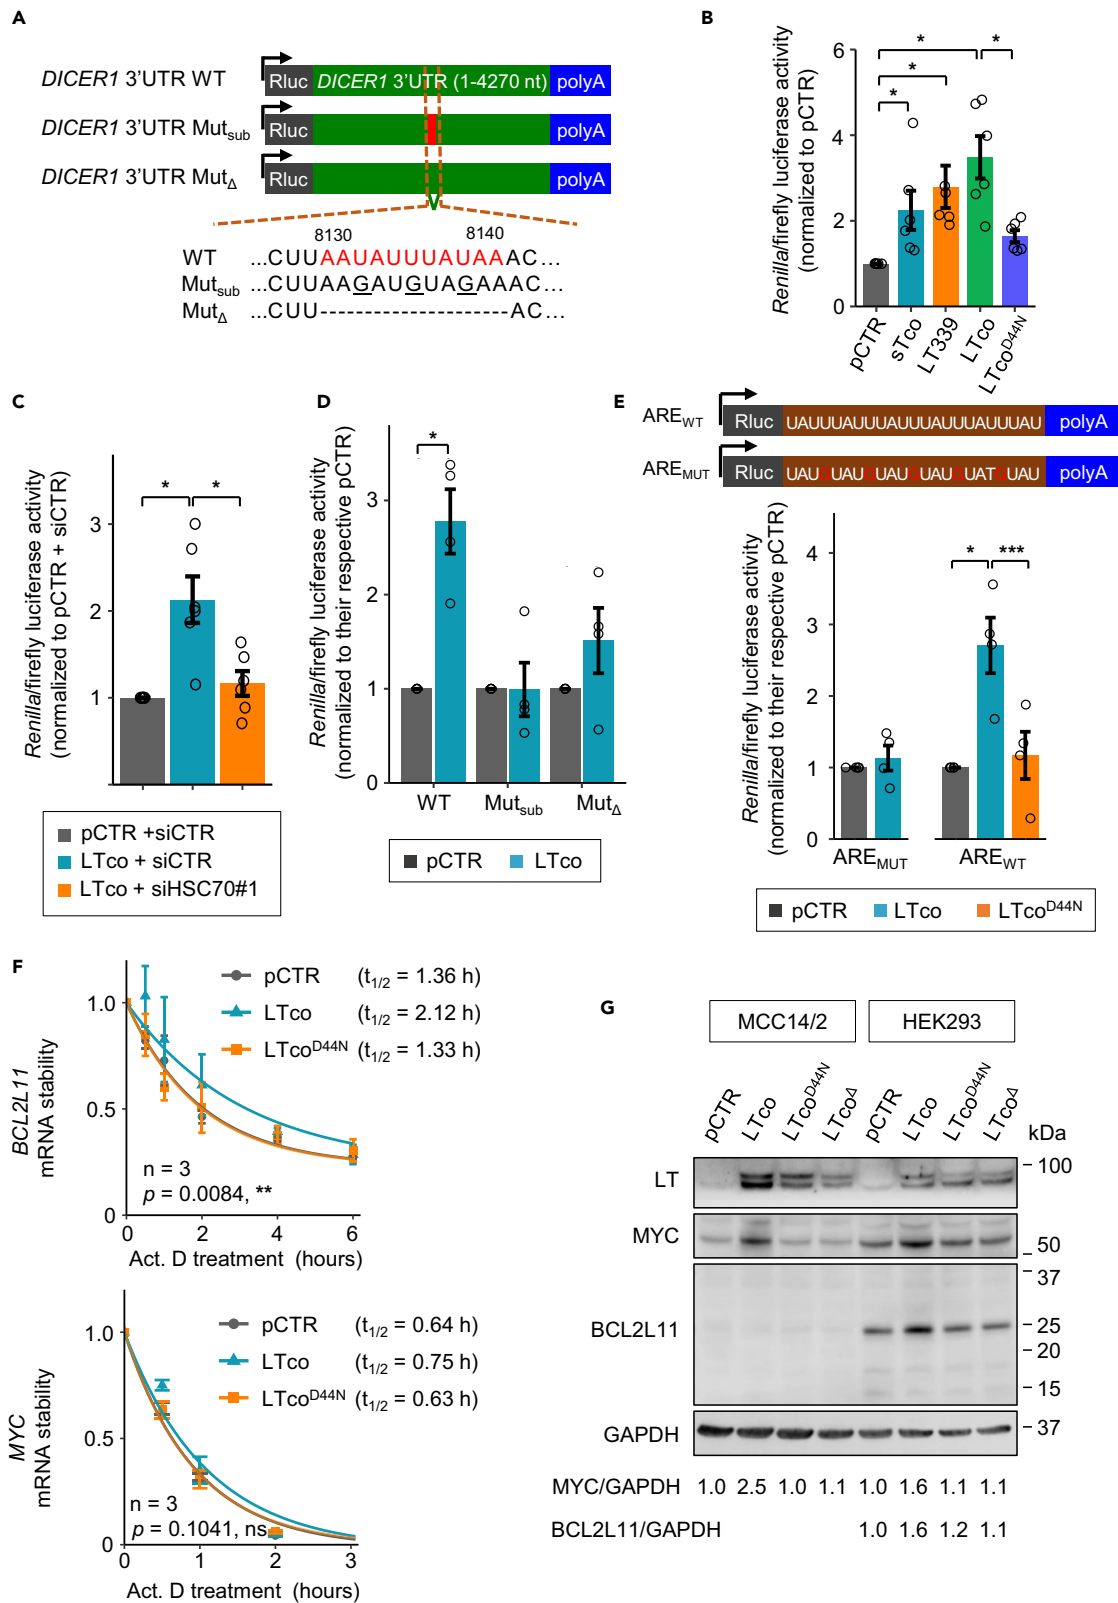 A
DICER1 3'UTR WT
Rluc
DICER1 3'UTR (1-4270 nt)
polyA
DICER1 3'UTR Mutsub
Rluc
polyA
DICER1 3'UTR MutΔ
Rluc
polyA
8130
8140
WT ...CUUAAUAUUUAUAAAC...
Mutsub ...CUUAAGAUGUAGAAAC...
MutΔ ...CUU------------------AC...
B
Renilla/firefly luciferase activity
(normalized to pCTR)
6
4
2
0
*
*
*
*
pCTR
sTco
LT339
LTco
LTcoD44N
C
Renilla/firefly luciferase activity
(normalized to pCTR + siCTR)
3
2
1
*
*
pCTR +siCTR
LTco + siCTR
LTco + siHSC70#1
D
Renilla/firefly luciferase activity
(normalized to their respective pCTR)
3
2
1
0
*
WT
Mutsub
MutΔ
pCTR
LTco
E
AREWT
Rluc
UAUUUAUUUAUUUAUUUAUUUAU
polyA
AREMUT
Rluc
UAUGUAUGUAUGUAUGUATGUAU
polyA
Renilla/firefly luciferase activity
(normalized to their respective pCTR)
4
3
2
1
0
*
***
AREMUT
AREWT
pCTR
LTco
LTcoD44N
F
BCL2L11
mRNA stability
1.0
0.5
0
pCTR (t1/2 = 1.36 h)
LTco (t1/2 = 2.12 h)
LTcoD44N (t1/2 = 1.33 h)
n = 3
p = 0.0084, **
0 2 4 6
Act. D treatment (hours)
MYC
mRNA stability
1.0
0.5
0
pCTR (t1/2 = 0.64 h)
LTco (t1/2 = 0.75 h)
LTcoD44N (t1/2 = 0.63 h)
n = 3
p = 0.1041, ns
0 1 2 3
Act. D treatment (hours)
G
MCC14/2
HEK293
pCTR
LTco
LTcoD44N
LTcoΔ
pCTR
LTco
LTcoD44N
LTcoΔ
kDa
LT
100
MYC
50
BCL2L11
37
25
20
15
GAPDH
37
MYC/GAPDH 1.0 2.5 1.0 1.1 1.0 1.6 1.1 1.1
BCL2L11/GAPDH 1.0 1.6 1.2 1.1